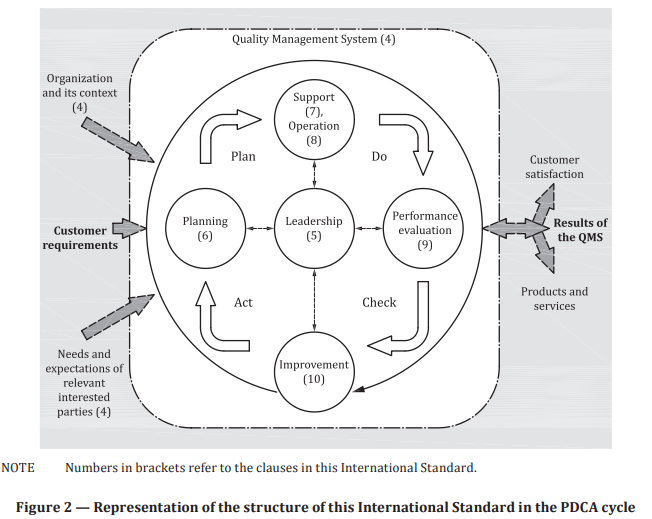 Quality Management System (4)
Organization
and its context
(4)
Support
(7),
Operation
(8)
Plan
Do
Customer
satisfaction
Customer
requirements
Planning
(6)
Leadership
(5)
Performance
evaluation
(9)
Results of
the QMS
Act
Check
Products and
services
Needs and
expectations of
relevant
interested
parties (4)
Improvement
(10)
NOTE Numbers in brackets refer to the clauses in this International Standard.
Figure 2 — Representation of the structure of this International Standard in the PDCA cycle